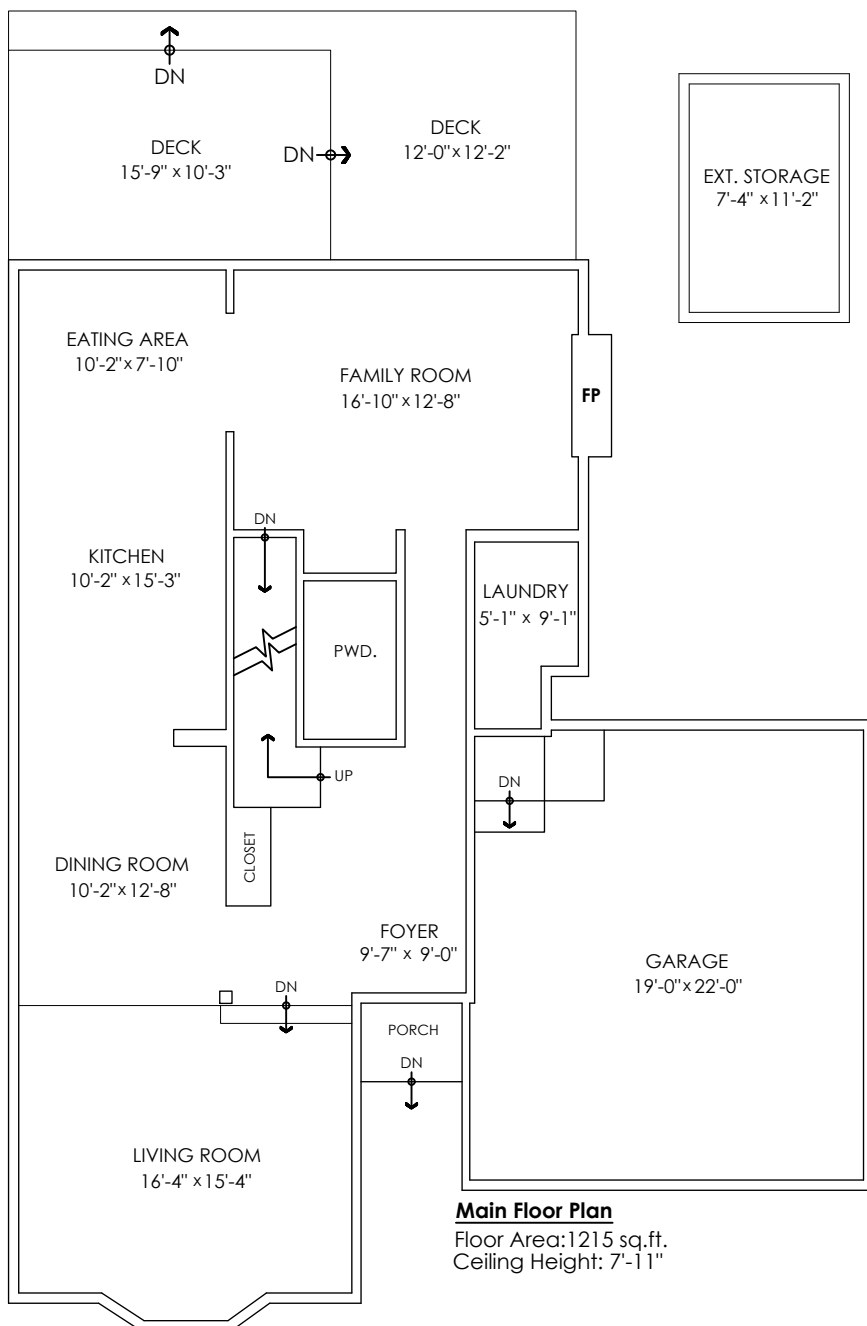 DN
DECK
15'-9" x 10'-3"
DN
DECK
12'-0" x 12'-2"
EXT. STORAGE
7'-4" x 11'-2"
EATING AREA
10'-2" x 7'-10"
FAMILY ROOM
16'-10" x 12'-8"
FP
DN
KITCHEN
10'-2" x 15'-3"
LAUNDRY
5'-1" x 9'-1"
PWD.
UP
DN
CLOSET
DINING ROOM
10'-2" x 12'-8"
FOYER
9'-7" x 9'-0"
GARAGE
19'-0" x 22'-0"
DN
PORCH
DN
LIVING ROOM
16'-4" x 15'-4"
Main Floor Plan
Floor Area:1215 sq.ft.
Ceiling Height: 7'-11"